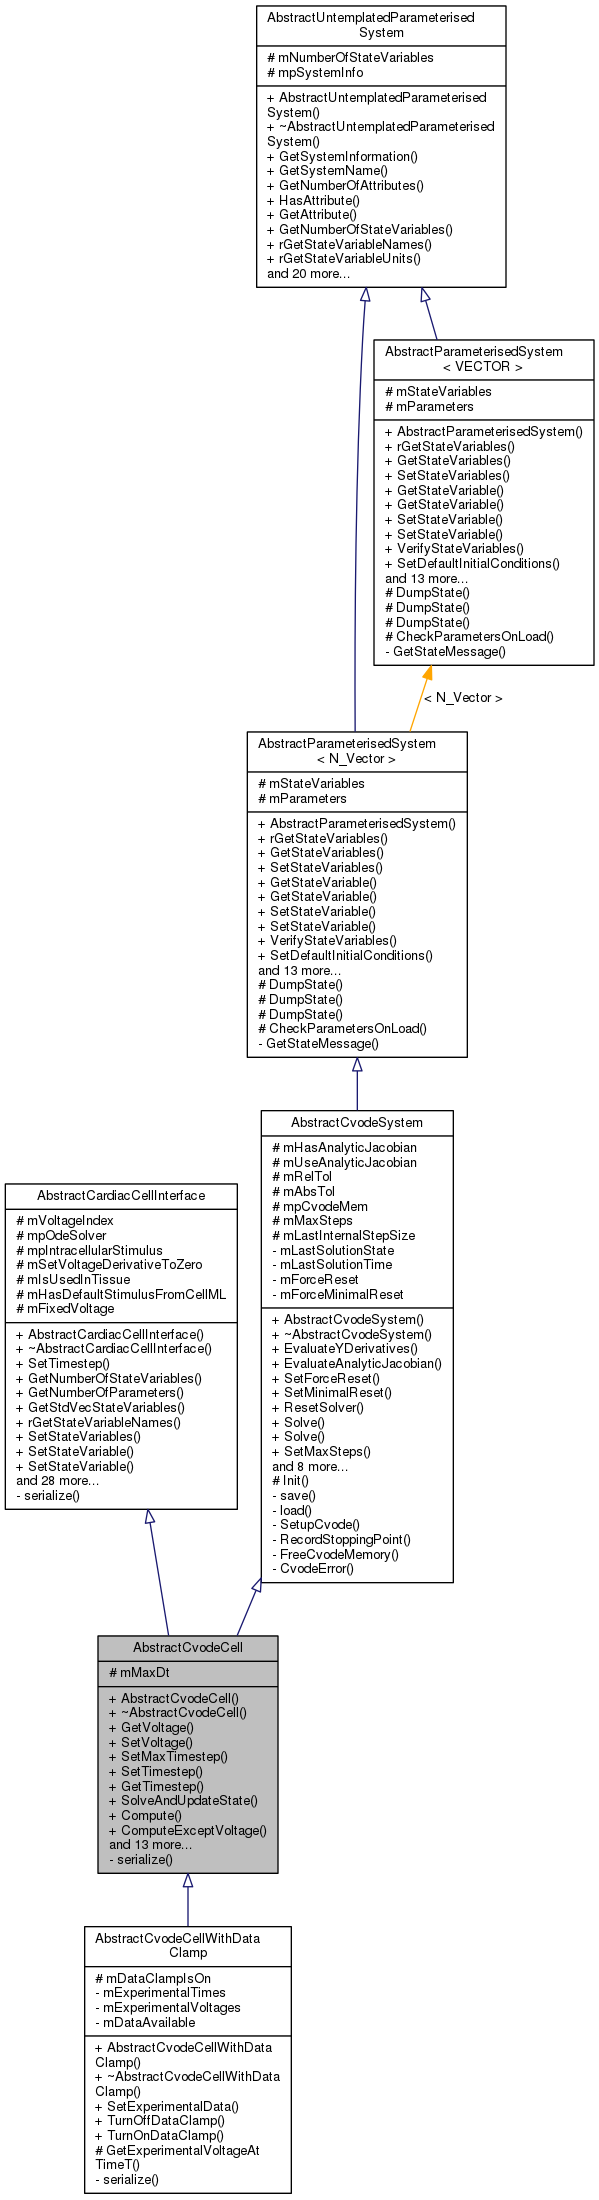 AbstractUntemplatedParameterised
System
# mNumberOfStateVariables
# mpSystemInfo
+ AbstractUntemplatedParameterised
System()
+ ~AbstractUntemplatedParameterised
System()
+ GetSystemInformation()
+ GetSystemName()
+ GetNumberOfAttributes()
+ HasAttribute()
+ GetAttribute()
+ GetNumberOfStateVariables()
+ rGetStateVariableNames()
+ rGetStateVariableUnits()
and 20 more...
AbstractParameterisedSystem
< VECTOR >
# mStateVariables
# mParameters
+ AbstractParameterisedSystem()
+ rGetStateVariables()
+ GetStateVariables()
+ SetStateVariables()
+ GetStateVariable()
+ GetStateVariable()
+ SetStateVariable()
+ SetStateVariable()
+ VerifyStateVariables()
+ SetDefaultInitialConditions()
and 13 more...
# DumpState()
# DumpState()
# DumpState()
# CheckParametersOnLoad()
- GetStateMessage()
< N_Vector >
AbstractParameterisedSystem
< N_Vector >
# mStateVariables
# mParameters
+ AbstractParameterisedSystem()
+ rGetStateVariables()
+ GetStateVariables()
+ SetStateVariables()
+ GetStateVariable()
+ GetStateVariable()
+ SetStateVariable()
+ SetStateVariable()
+ VerifyStateVariables()
+ SetDefaultInitialConditions()
and 13 more...
# DumpState()
# DumpState()
# DumpState()
# CheckParametersOnLoad()
- GetStateMessage()
AbstractCvodeSystem
# mHasAnalyticJacobian
# mUseAnalyticJacobian
# mRelTol
# mAbsTol
# mpCvodeMem
# mMaxSteps
# mLastInternalStepSize
- mLastSolutionState
- mLastSolutionTime
- mForceReset
- mForceMinimalReset
+ AbstractCvodeSystem()
+ ~AbstractCvodeSystem()
+ EvaluateYDerivatives()
+ EvaluateAnalyticJacobian()
+ SetForceReset()
+ SetMinimalReset()
+ ResetSolver()
+ Solve()
+ Solve()
+ SetMaxSteps()
and 8 more...
# Init()
- save()
- load()
- SetupCvode()
- RecordStoppingPoint()
- FreeCvodeMemory()
- CvodeError()
AbstractCardiacCellInterface
# mVoltageIndex
# mpOdeSolver
# mpIntracellularStimulus
# mSetVoltageDerivativeToZero
# mIsUsedInTissue
# mHasDefaultStimulusFromCellML
# mFixedVoltage
+ AbstractCardiacCellInterface()
+ ~AbstractCardiacCellInterface()
+ SetTimestep()
+ GetNumberOfStateVariables()
+ GetNumberOfParameters()
+ GetStdVecStateVariables()
+ rGetStateVariableNames()
+ SetStateVariables()
+ SetStateVariable()
+ SetStateVariable()
and 28 more...
- serialize()
AbstractCvodeCell
# mMaxDt
+ AbstractCvodeCell()
+ ~AbstractCvodeCell()
+ GetVoltage()
+ SetVoltage()
+ SetMaxTimestep()
+ SetTimestep()
+ GetTimestep()
+ SolveAndUpdateState()
+ Compute()
+ ComputeExceptVoltage()
and 13 more...
- serialize()
AbstractCvodeCellWithData
Clamp
# mDataClampIsOn
- mExperimentalTimes
- mExperimentalVoltages
- mDataAvailable
+ AbstractCvodeCellWithData
Clamp()
+ ~AbstractCvodeCellWithData
Clamp()
+ SetExperimentalData()
+ TurnOffDataClamp()
+ TurnOnDataClamp()
# GetExperimentalVoltageAt
TimeT()
- serialize()